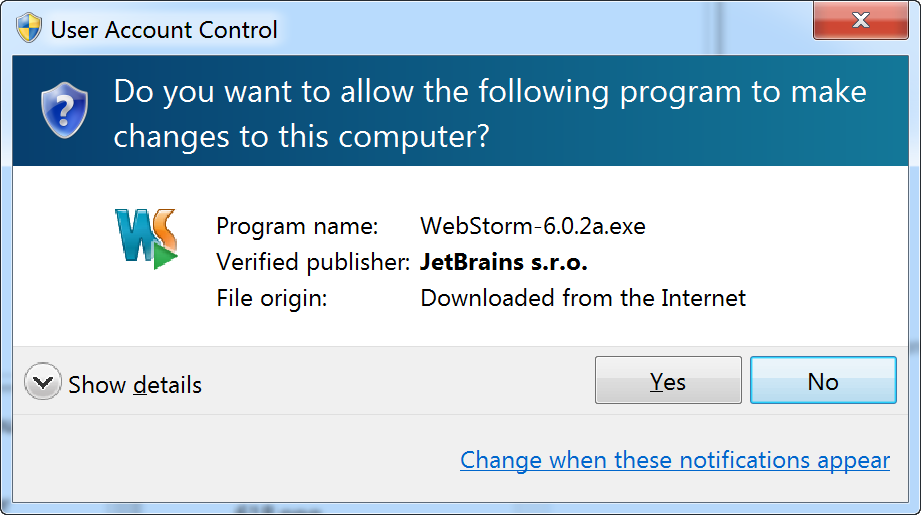 User Account Control
Do you want to allow the following program to make
changes to this computer?
WS
Program name: WebStorm-6.0.2a.exe
Verified publisher: JetBrains s.r.o.
File origin: Downloaded from the Internet
Show details
Yes
No
Change when these notifications appear